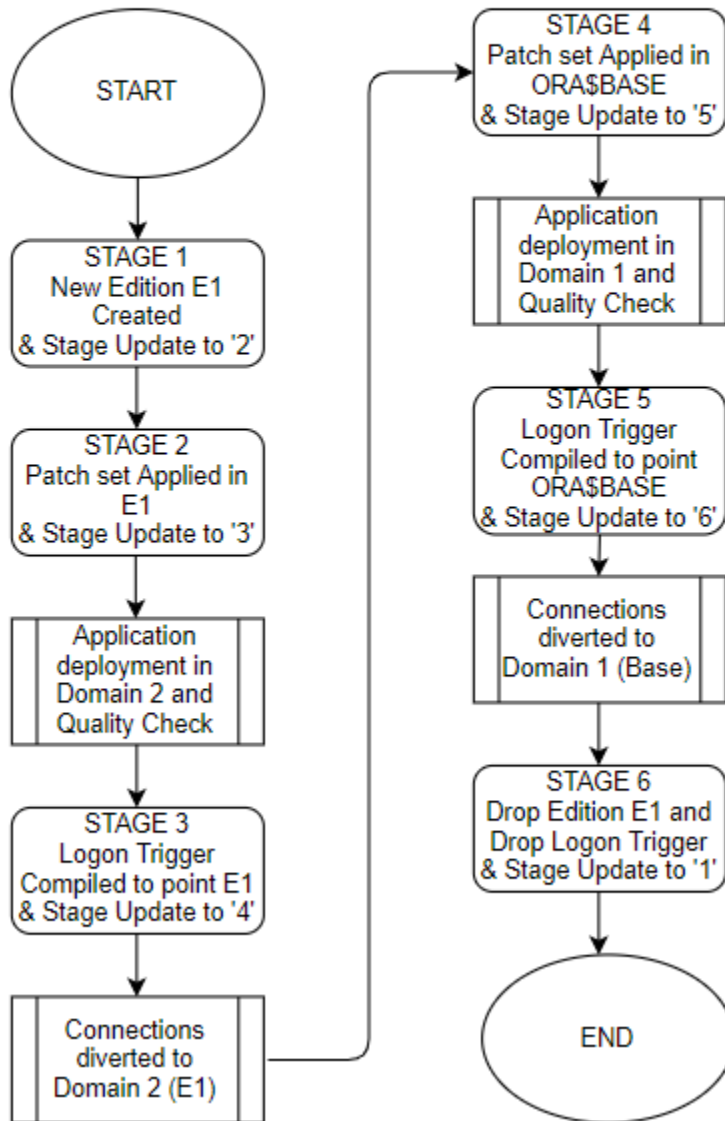 START
STAGE 1
New Edition E1
Created
& Stage Update to '2'
STAGE 2
Patch set Applied in
E1
& Stage Update to '3'
Application
deployment in
Domain 2 and
Quality Check
STAGE 3
Logon Trigger
Compiled to point E1
& Stage Update to '4'
Connections
diverted to
Domain 2 (E1)
STAGE 4
Patch set Applied in
ORA$BASE
& Stage Update to '5'
Application
deployment in
Domain 1 and
Quality Check
STAGE 5
Logon Trigger
Compiled to point
ORA$BASE
& Stage Update to '6'
Connections
diverted to
Domain 1 (Base)
STAGE 6
Drop Edition E1 and
Drop Logon Trigger
& Stage Update to '1'
END